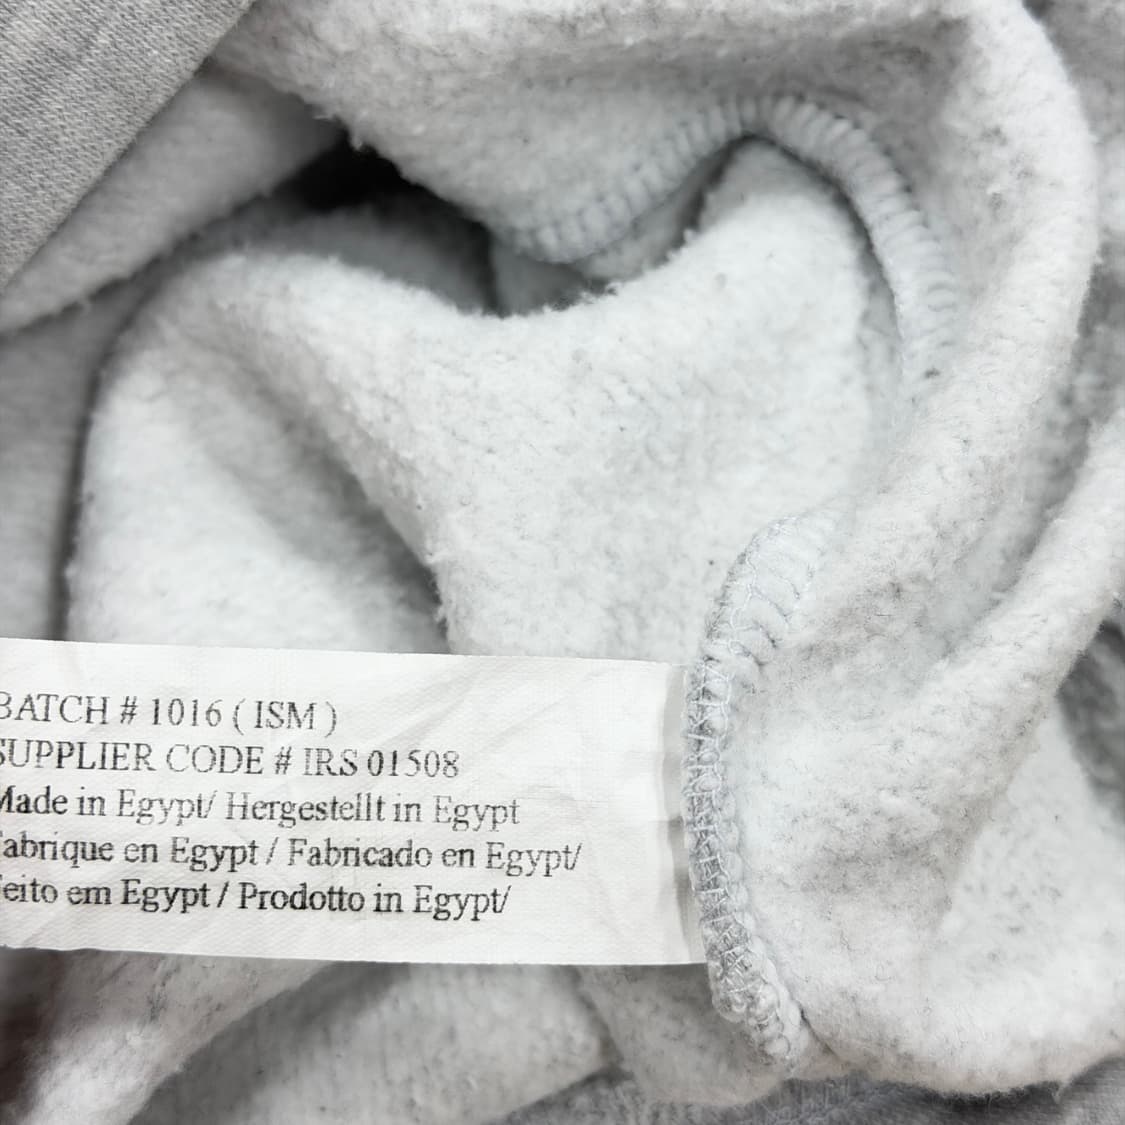 BATCH # 1016 ( ISM )
SUPPLIER CODE # IRS 01508
Made in Egypt/ Hergestellt in Egypt
Fabrique en Egypt / Fabricado en Egypt/
Feito em Egypt / Prodotto in Egypt/